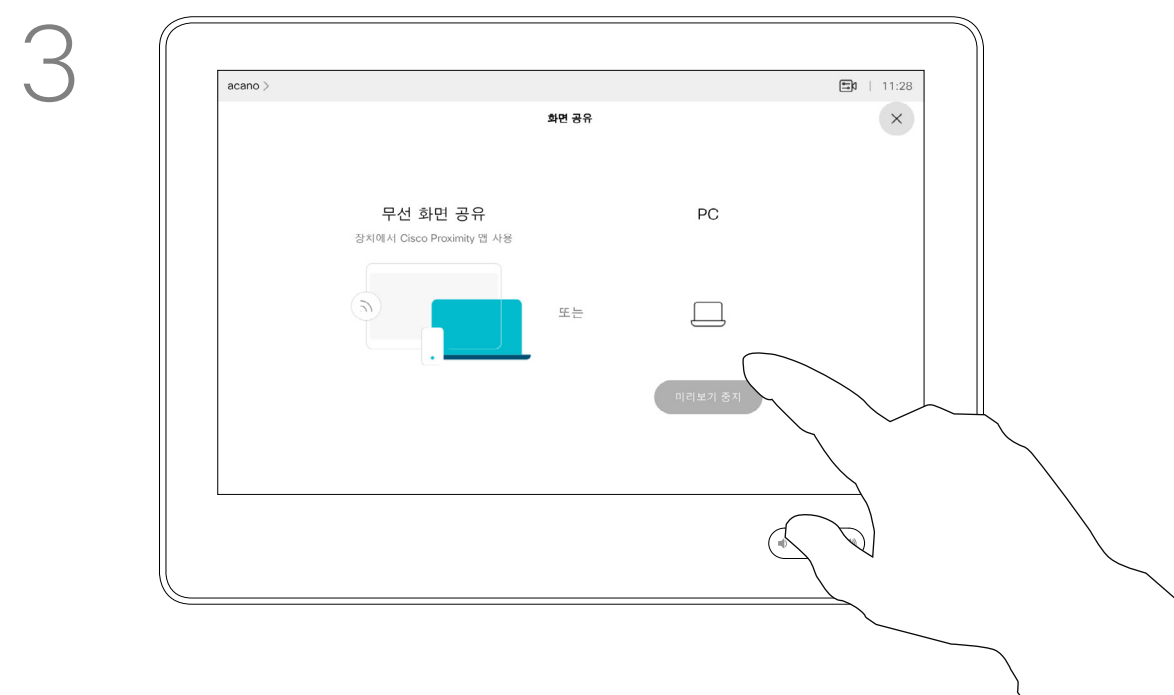 3
acano >
11:28
화면 공유
무선 화면 공유
장치에서 Cisco Proximity 앱 사용
또는
PC
미리보기 중지